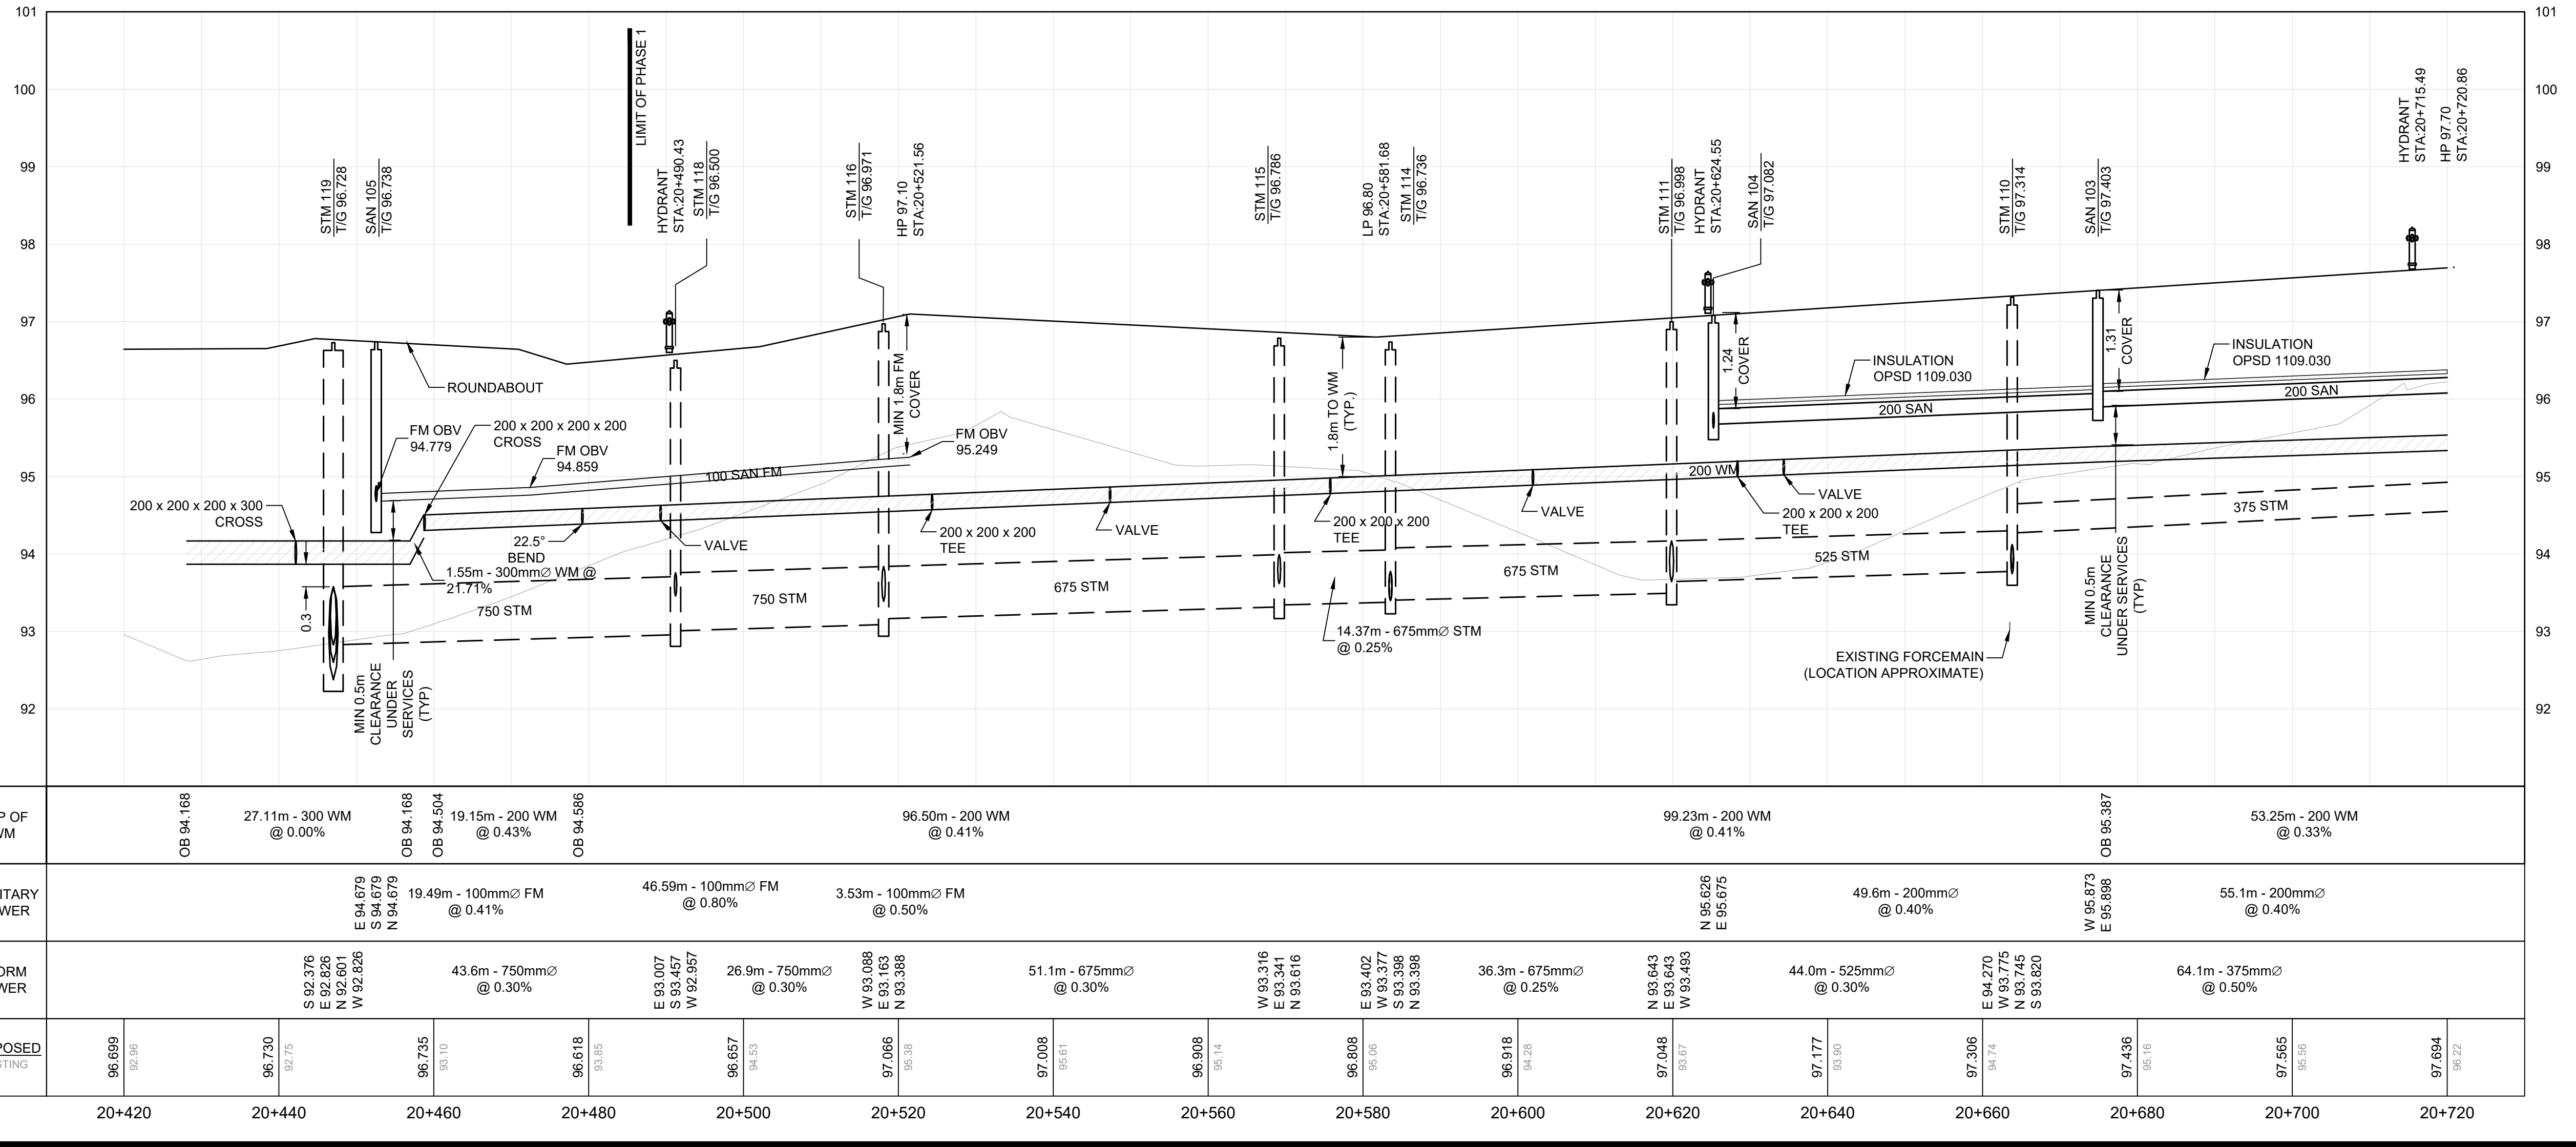 101
100
99
98
97
96
95
94
93
92
101
100
99
98
97
96
95
94
93
92
LIMIT OF PHASE 1
STM 119
T/G 96.728
SAN 105
T/G 96.738
HYDRANT
STA:20+490.43
STM 118
T/G 96.500
STM 116
T/G 96.971
HP 97.10
STA:20+521.56
STM 115
T/G 96.786
LP 96.80
STA:20+581.68
STM 114
T/G 96.736
STM 111
T/G 96.998
HYDRANT
STA:20+624.55
SAN 104
T/G 97.082
STM 110
T/G 97.314
SAN 103
T/G 97.403
HYDRANT
STA:20+715.49
HP 97.70
STA:20+720.86
ROUNDABOUT
FM OBV
94.779
200 x 200 x 200 x 200
CROSS
FM OBV
94.859
MIN 1.8m FM
COVER
FM OBV
95.249
100 SAN FM
200 x 200 x 200 x 300
CROSS
0.3
22.5°
BEND
1.55m - 300mm∅ WM @
21.71%
VALVE
200 x 200 x 200
TEE
VALVE
1.8m TO WM
(TYP.)
200 x 200 x 200
TEE
VALVE
200 WM
VALVE
200 x 200 x 200
TEE
1.24
COVER
INSULATION
OPSD 1109.030
200 SAN
1.31
COVER
INSULATION
OPSD 1109.030
200 SAN
750 STM
750 STM
675 STM
675 STM
525 STM
375 STM
14.37m - 675mm∅ STM
@ 0.25%
EXISTING FORCEMAIN
(LOCATION APPROXIMATE)
MIN 0.5m
CLEARANCE
UNDER
SERVICES
(TYP)
MIN 0.5m
CLEARANCE
UNDER SERVICES
(TYP)
P OF
WM
OB 94.168
27.11m - 300 WM
@ 0.00%
OB 94.168
OB 94.504
19.15m - 200 WM
@ 0.43%
OB 94.586
96.50m - 200 WM
@ 0.41%
99.23m - 200 WM
@ 0.41%
OB 95.387
53.25m - 200 WM
@ 0.33%
ITARY
WER
E 94.679
S 94.679
N 94.679
19.49m - 100mm∅ FM
@ 0.41%
46.59m - 100mm∅ FM
@ 0.80%
3.53m - 100mm∅ FM
@ 0.50%
N 95.626
E 95.675
49.6m - 200mm∅
@ 0.40%
W 95.873
E 95.898
55.1m - 200mm∅
@ 0.40%
ORM
WER
S 92.376
E 92.826
N 92.601
W 92.826
43.6m - 750mm∅
@ 0.30%
E 93.007
S 93.457
W 92.957
26.9m - 750mm∅
@ 0.30%
W 93.088
E 93.163
N 93.388
51.1m - 675mm∅
@ 0.30%
W 93.316
E 93.341
N 93.616
E 93.402
W 93.377
S 93.398
N 93.398
36.3m - 675mm∅
@ 0.25%
N 93.643
E 93.643
W 93.493
44.0m - 525mm∅
@ 0.30%
E 94.270
W 93.775
N 93.745
S 93.820
64.1m - 375mm∅
@ 0.50%
POSED
STING
96.699
92.96
96.730
92.75
96.735
93.10
96.618
93.85
96.657
94.53
97.066
95.38
97.008
95.61
96.908
95.14
96.808
95.06
96.918
94.28
97.048
93.67
97.177
93.90
97.306
94.74
97.436
95.16
97.565
95.56
97.694
96.22
20+420
20+440
20+460
20+480
20+500
20+520
20+540
20+560
20+580
20+600
20+620
20+640
20+660
20+680
20+700
20+720